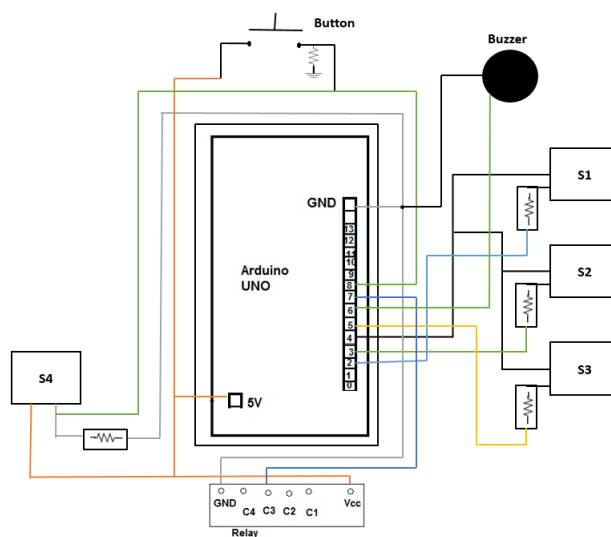 Button
Buzzer
S1
GND
13
12
11
10
9
8
7
6
5
4
3
2
1
0
Arduino
UNO
S2
S3
S4
5V
GND
C4
C3
C2
C1
Vcc
Relay